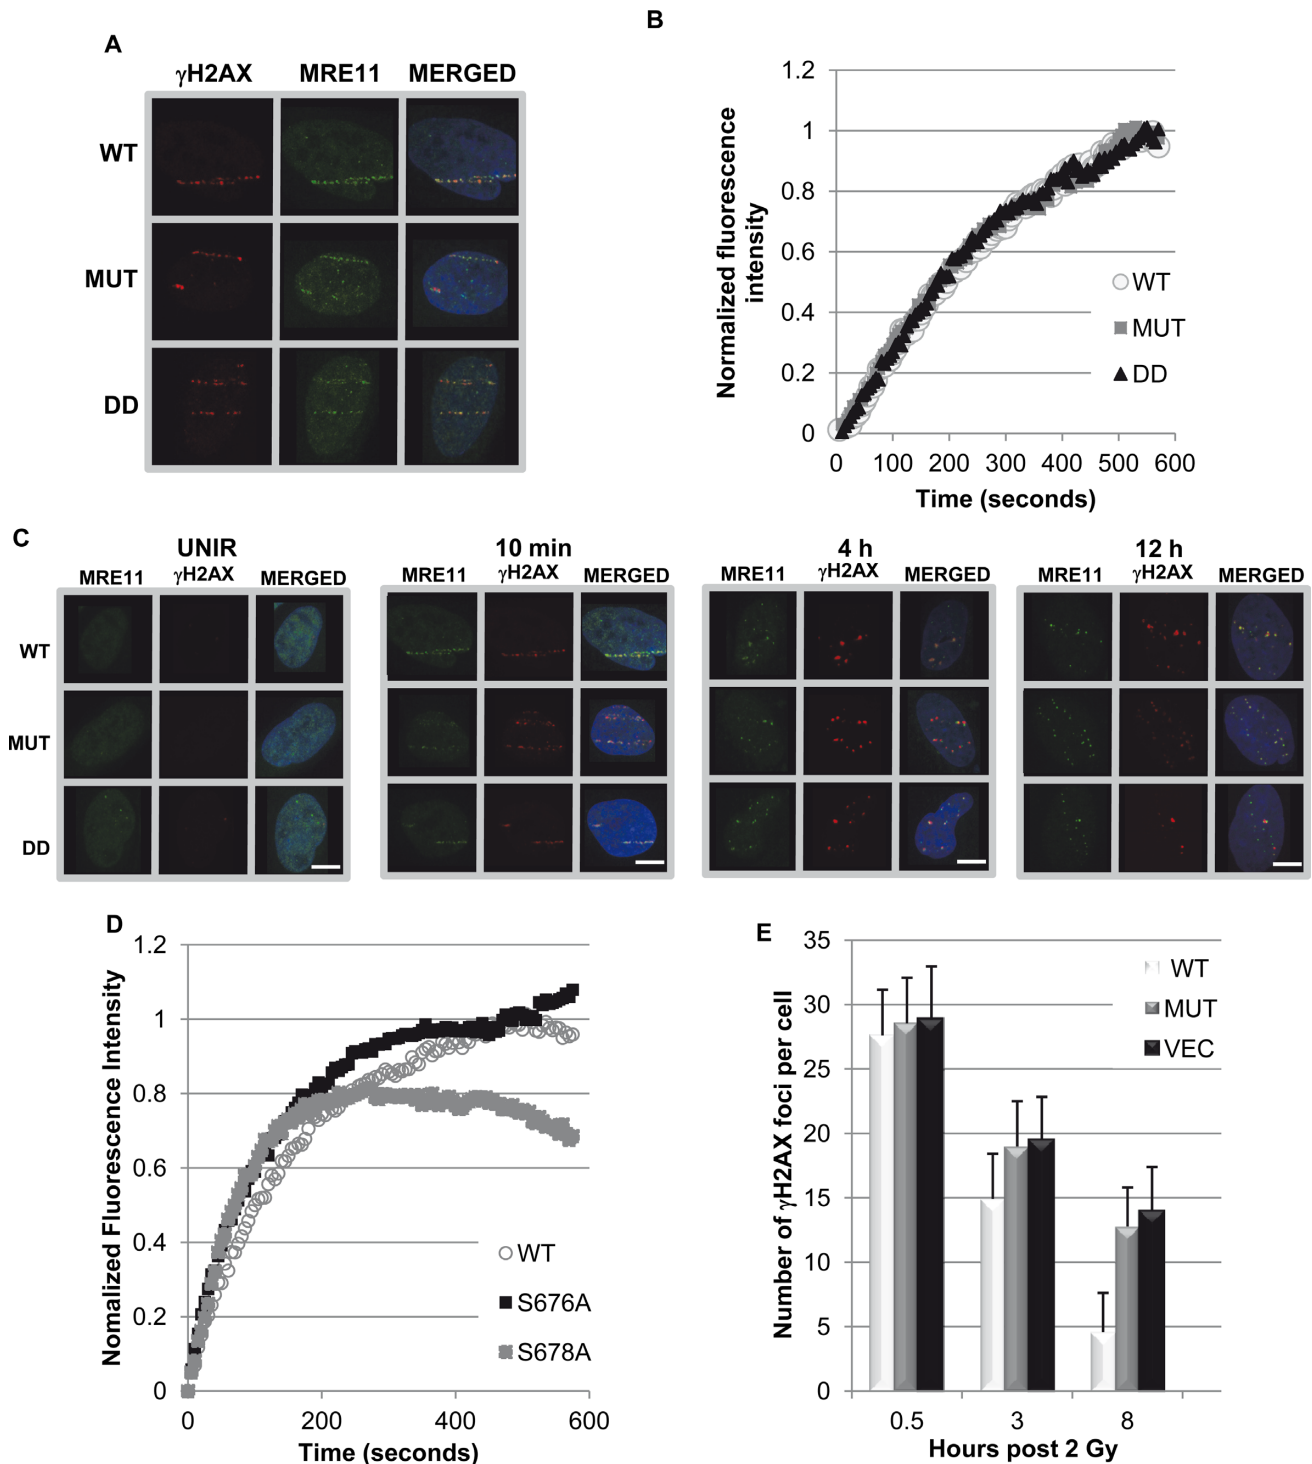 A
γH2AX MRE11 MERGED
WT
MUT
DD
B
Normalized fluorescence
intensity
1.2
1
0.8
0.6
0.4
0.2
0
0 100 200 300 400 500 600
Time (seconds)
WT
MUT
DD
C
UNIR
MRE11 γH2AX MERGED
10 min
MRE11 γH2AX MERGED
4 h
MRE11 γH2AX MERGED
12 h
MRE11 γH2AX MERGED
WT
MUT
DD
D
Nomalized Fluorescence Intensity
1.2
1
0.8
0.6
0.4
0.2
0
0 200 400 600
Time (seconds)
WT
S676A
S678A
E
Number of γH2AX foci per cell
35
30
25
20
15
10
5
0
0.5 3 8
Hours post 2 Gy
WT
MUT
VEC